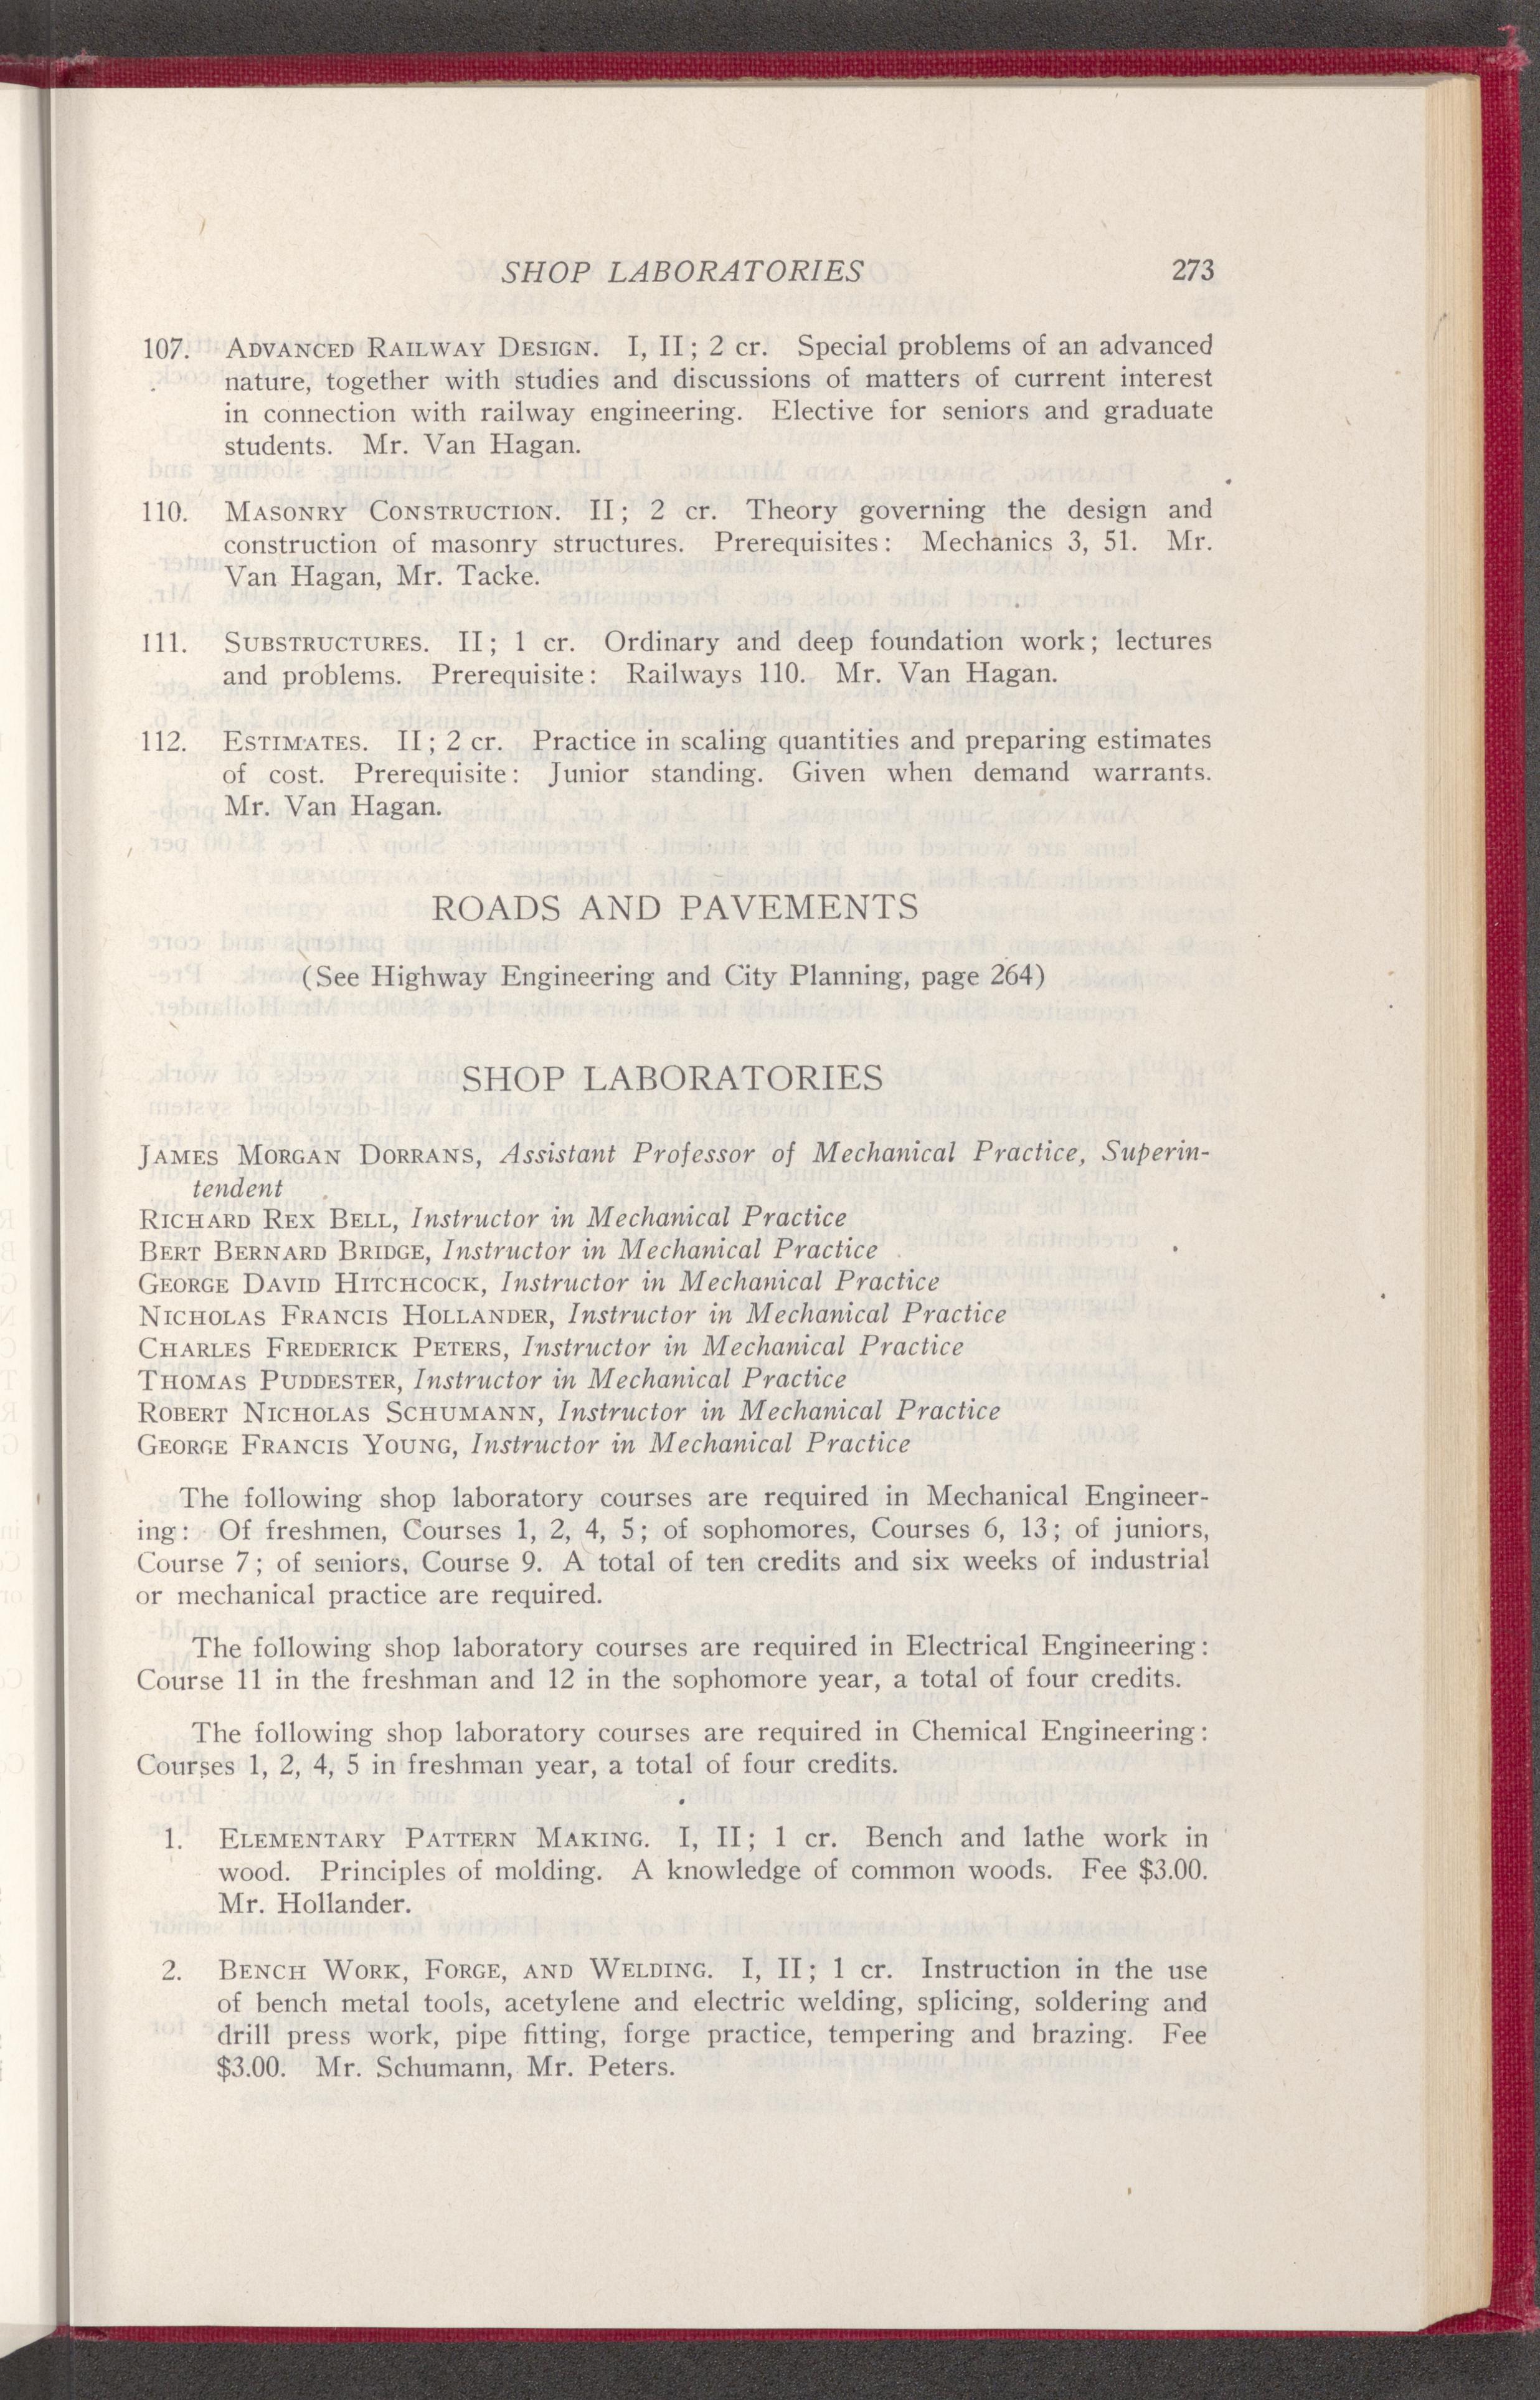 SHOP LABORATORIES 273
107. ADVANCED RAILWAY DESIGN. I, II; 2 cr. Special problems of an advanced
nature, together with studies and discussions of matters of current interest
in connection with railway engineering. Elective for seniors and graduate
students. Mr. Van Hagan.
110. MASONRY CONSTRUCTION. II; 2 cr. Theory governing the design and
construction of masonry structures. Prerequisites: Mechanics 3, 51. Mr.
Van Hagan, Mr. Tacke.
111. SUBSTRUCTURES. II; 1 cr. Ordinary and deep foundation work; lectures
and problems. Prerequisite: Railways 110. Mr. Van Hagan.
112. ESTIMATES. II; 2 cr. Practice in scaling quantities and preparing estimates
of cost. Prerequisite: Junior standing. Given when demand warrants.
Mr. Van Hagan.
ROADS AND PAVEMENTS
(See Highway Engineering and City Planning, page 264)
SHOP LABORATORIES
JAMES MORGAN DORRANS, Assistant Professor of Mechanical Practice, Superin-
tendent
RICHARD REX BELL, Instructor in Mechanical Practice
BERT BERNARD BRIDGE, Instructor in Mechanical Practice
GEORGE DAVID HITCHCOCK, Instructor in Mechanical Practice
NICHOLAS FRANCIS HOLLANDER, Instructor in Mechanical Practice
CHARLES FREDERICK PETERS, Instructor in Mechanical Practice
THOMAS PUDDESTER, Instructor in Mechanical Practice
ROBERT NICHOLAS SCHUMANN, Instructor in Mechanical Practice
GEORGE FRANCIS YOUNG, Instructor in Mechanical Practice
The following shop laboratory courses are required in Mechanical Engineer-
ing: Of freshmen, Courses 1, 2, 4, 5; of sophomores, Courses 6, 13; of juniors,
Course 7; of seniors, Course 9. A total of ten credits and six weeks of industrial
or mechanical practice are required.
The following shop laboratory courses are required in Electrical Engineering:
Course 11 in the freshman and 12 in the sophomore year, a total of four credits.
The following shop laboratory courses are required in Chemical Engineering:
Courses 1, 2, 4, 5 in freshman year, a total of four credits.
1. ELEMENTARY PATTERN MAKING. I, II; 1 cr. Bench and lathe work in
wood. Principles of molding. A knowledge of common woods. Fee $3.00.
Mr. Hollander.
2. BENCH WORK, FORGE, AND WELDING. I, II; 1 cr. Instruction in the use
of bench metal tools, acetylene and electric welding, splicing, soldering and
drill press work, pipe fitting, forge practice, tempering and brazing. Fee
$3.00. Mr. Schumann, Mr. Peters.